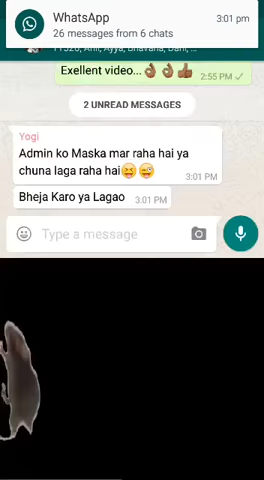 WhatsApp
3:01 pm
26 messages from 6 chats
Exellent video...👌🏽👌🏽👍🏽
2:55 PM
2 UNREAD MESSAGES
Yogi
Admin ko Maska mar raha hai ya
chuna laga raha hai😝😜
3:01 PM
Bheja Karo ya Lagao
3:01 PM
Type a message